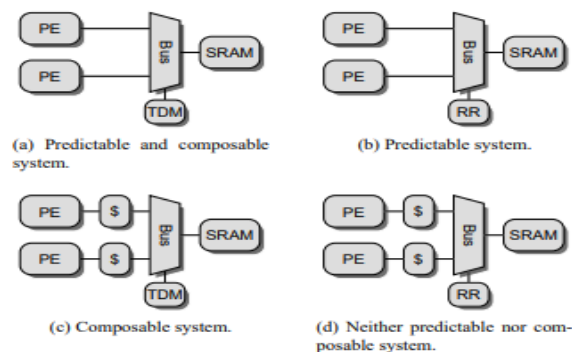 PE
Bus
SRAM
PE
TDM
(a) Predictable and composable
system.
PE
Bus
SRAM
PE
RR
(b) Predictable system.
PE
$
Bus
SRAM
PE
$
TDM
(c) Composable system.
PE
$
Bus
SRAM
PE
$
RR
(d) Neither predictable nor com-
posable system.